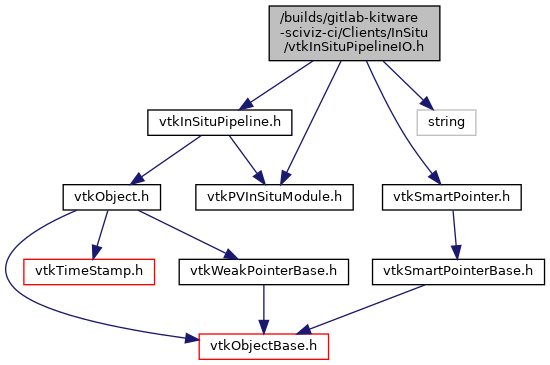 /builds/gitlab-kitware
-sciviz-ci/Clients/InSitu
/vtkInSituPipelineIO.h
vtkInSituPipeline.h
string
vtkObject.h
vtkPVInSituModule.h
vtkSmartPointer.h
vtkTimeStamp.h
vtkWeakPointerBase.h
vtkSmartPointerBase.h
vtkObjectBase.h